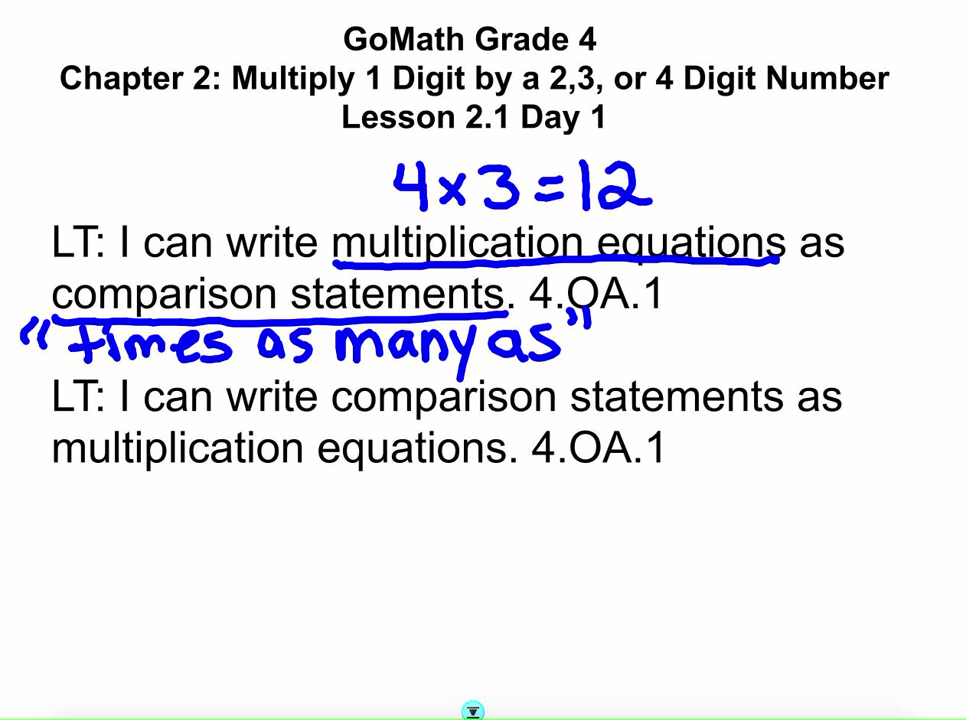 GoMath Grade 4
Chapter 2: Multiply 1 Digit by a 2,3, or 4 Digit Number
Lesson 2.1 Day 1
4 x 3 = 12
LT: I can write multiplication equations as
comparison statements. 4.OA.1
"times as many as"
LT: I can write comparison statements as
multiplication equations. 4.OA.1